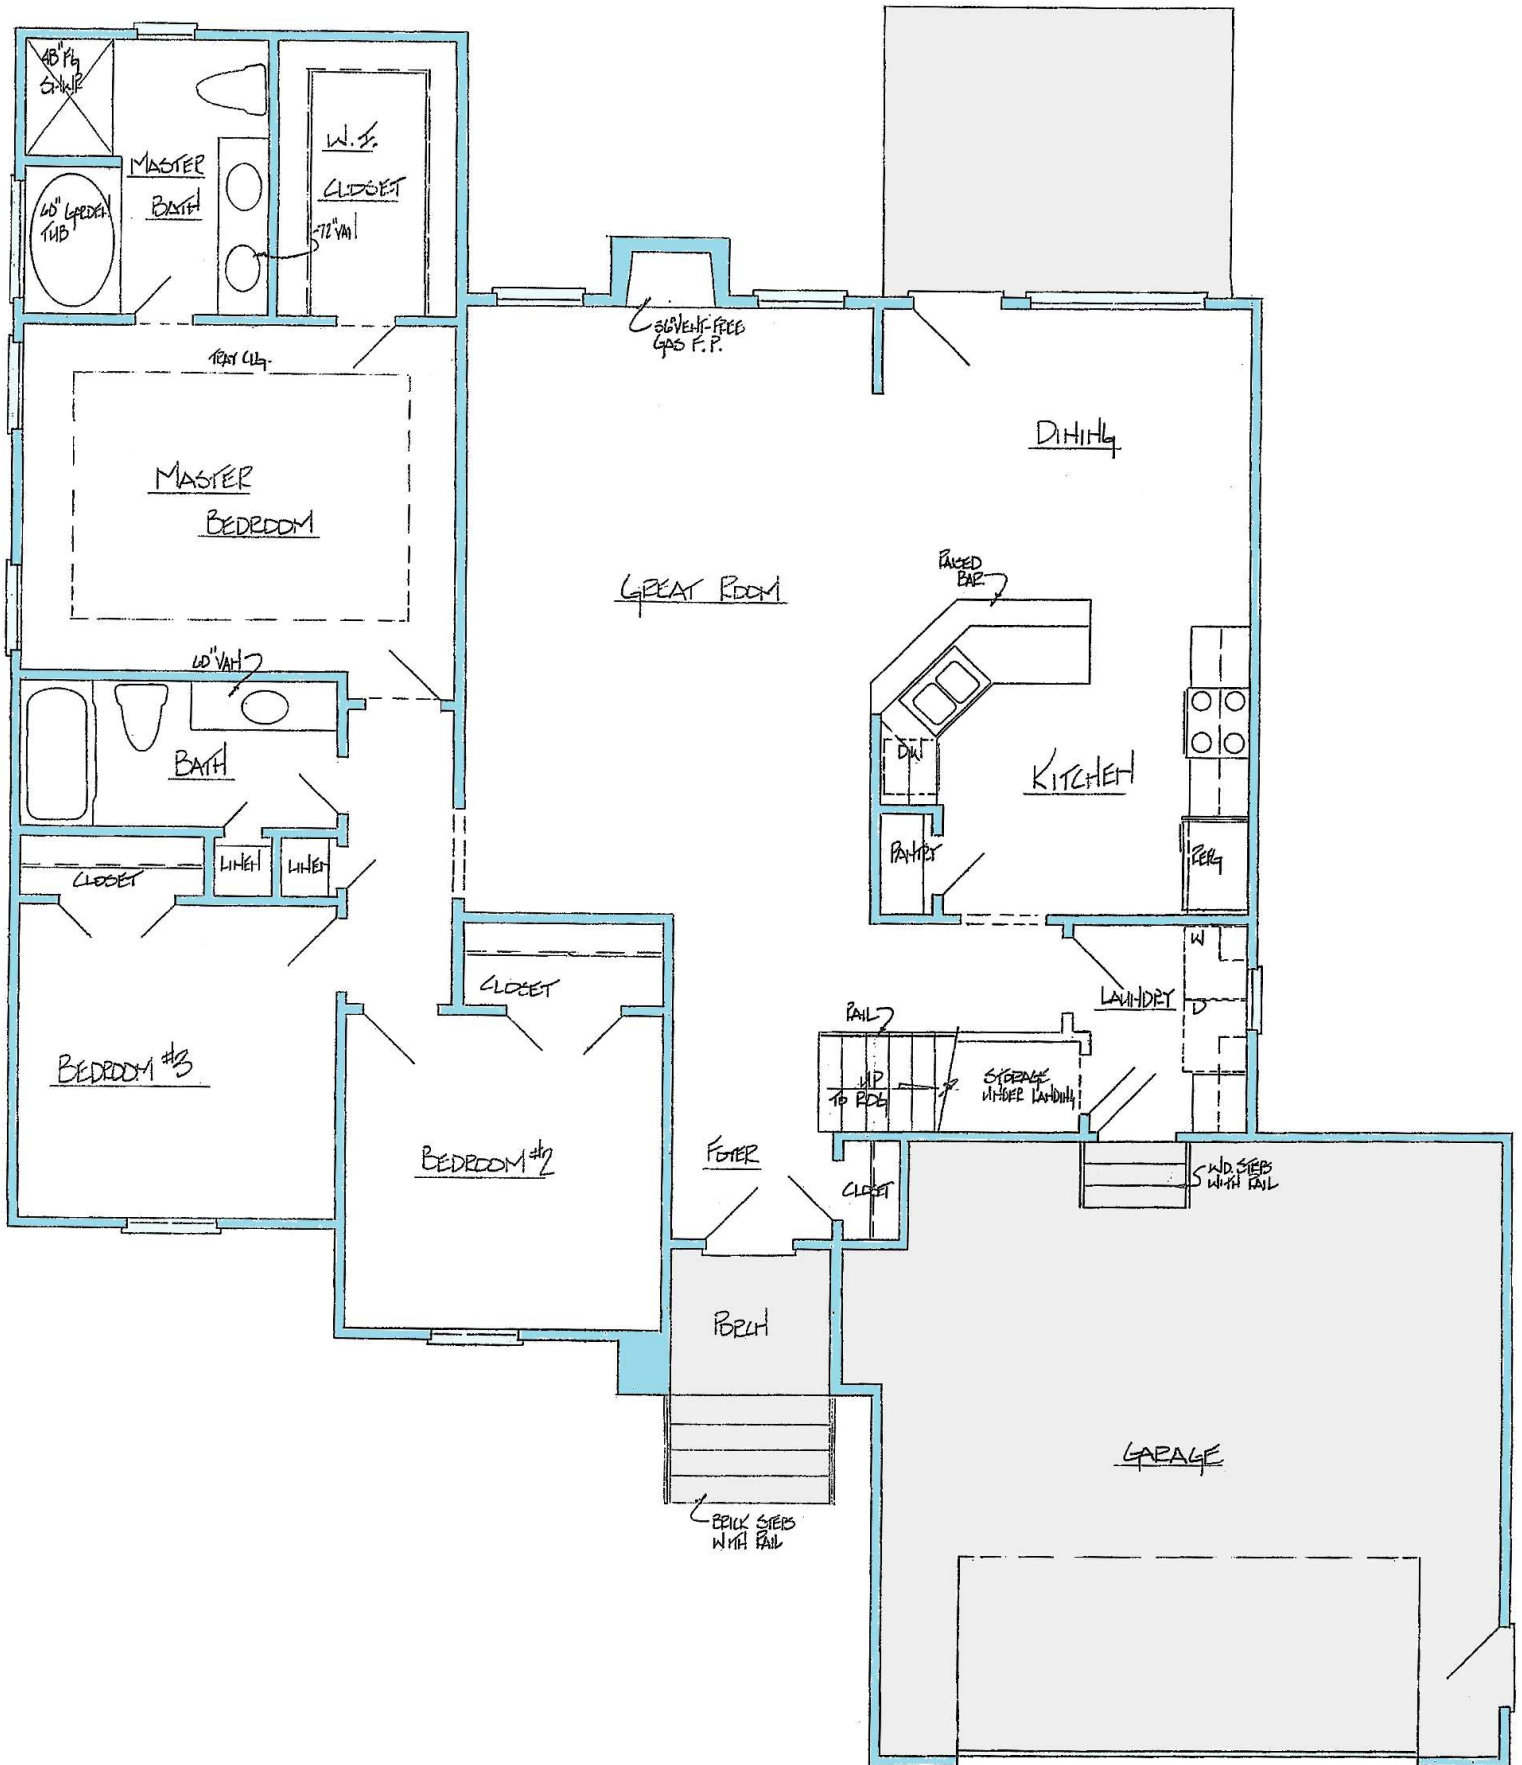 48" FG
SHWR
MASTER
BATH
W.I.
CLOSET
60" GARDEN
TUB
72" VAN
36" VENT-FREE
GAS F.P.
TRAY CLG.
MASTER
BEDROOM
DINING
GREAT ROOM
RAISED
BAR
60" VAN
BATH
DW
KITCHEN
PANTRY
REFG
LINEN
LINEN
CLOSET
CLOSET
W
LAUNDRY
D
RAIL
UP
TO ROG
STORAGE
UNDER LANDING
BEDROOM #3
BEDROOM #2
FOYER
CLOSET
WD. STEPS
WITH RAIL
PORCH
GARAGE
BRICK STEPS
WITH RAIL